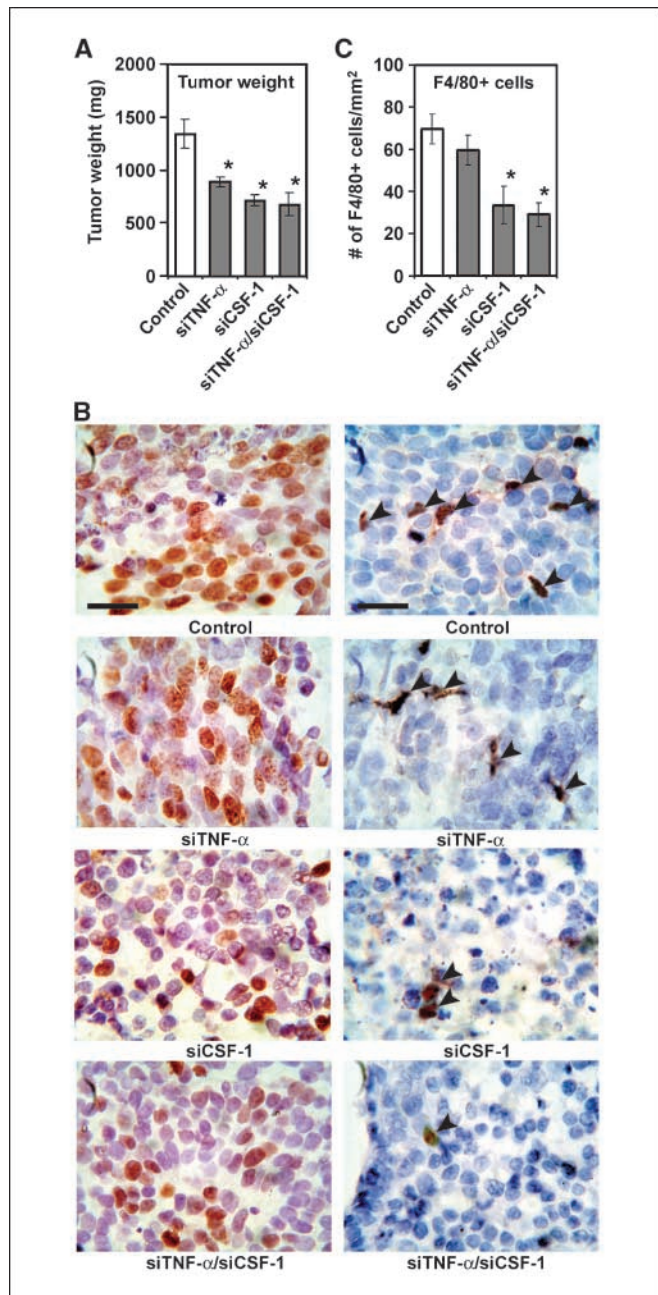 A
Tumor weight
Tumor weight (mg)
2000
1500
1000
500
0
*
*
*
Control
siTNF-α
siCSF-1
siTNF-α/siCSF-1
C
F4/80+ cells
# of F4/80+ cells/mm²
100
80
60
40
20
0
*
*
Control
siTNF-α
siCSF-1
siTNF-α/siCSF-1
B
Control
Control
siTNF-α
siTNF-α
siCSF-1
siCSF-1
siTNF-α/siCSF-1
siTNF-α/siCSF-1